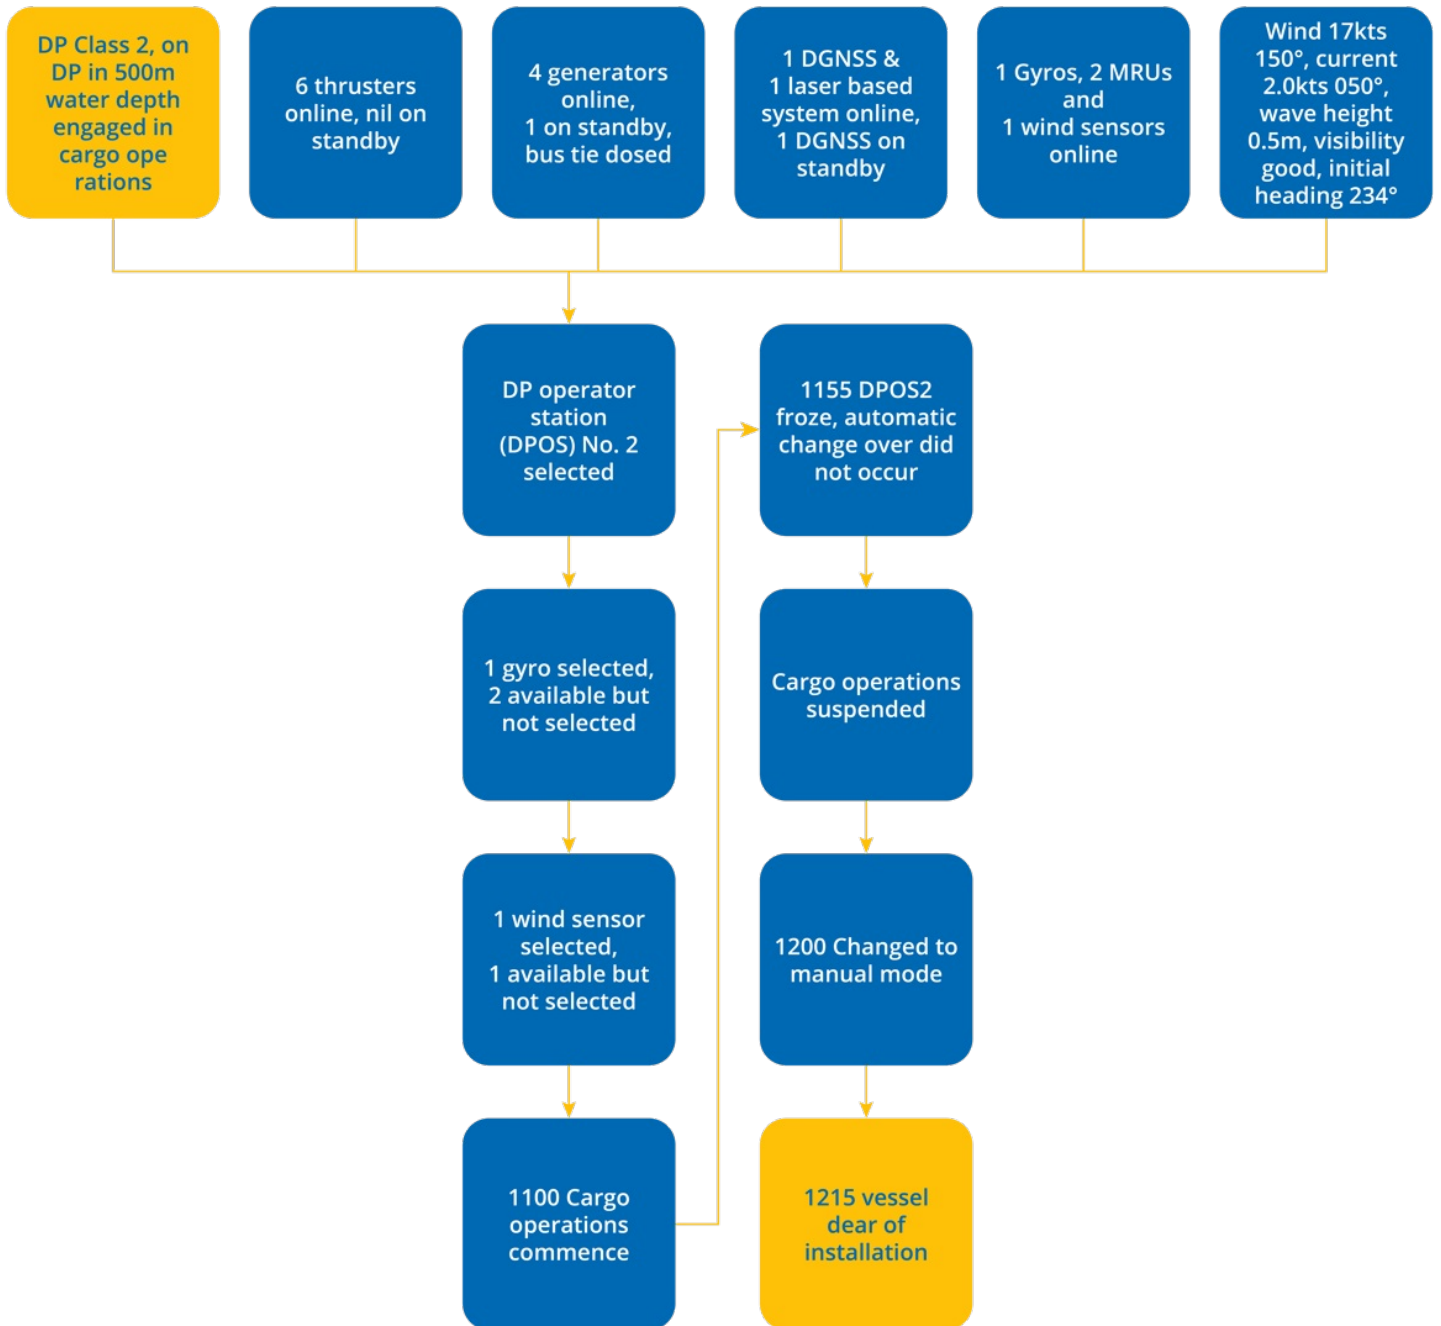 DP Class 2, on
DP in 500m
water depth
engaged in
cargo ope
rations
6 thrusters
online, nil on
standby
4 generators
online,
1 on standby,
bus tie dosed
1 DGNSS &
1 laser based
system online,
1 DGNSS on
standby
1 Gyros, 2 MRUs
and
1 wind sensors
online
Wind 17kts
150°, current
2.0kts 050°,
wave height
0.5m, visibility
good, initial
heading 234°
DP operator
station
(DPOS) No. 2
selected
1 gyro selected,
2 available but
not selected
1 wind sensor
selected,
1 available but
not selected
1100 Cargo
operations
commence
1155 DPOS2
froze, automatic
change over did
not occur
Cargo operations
suspended
1200 Changed to
manual mode
1215 vessel
dear of
installation